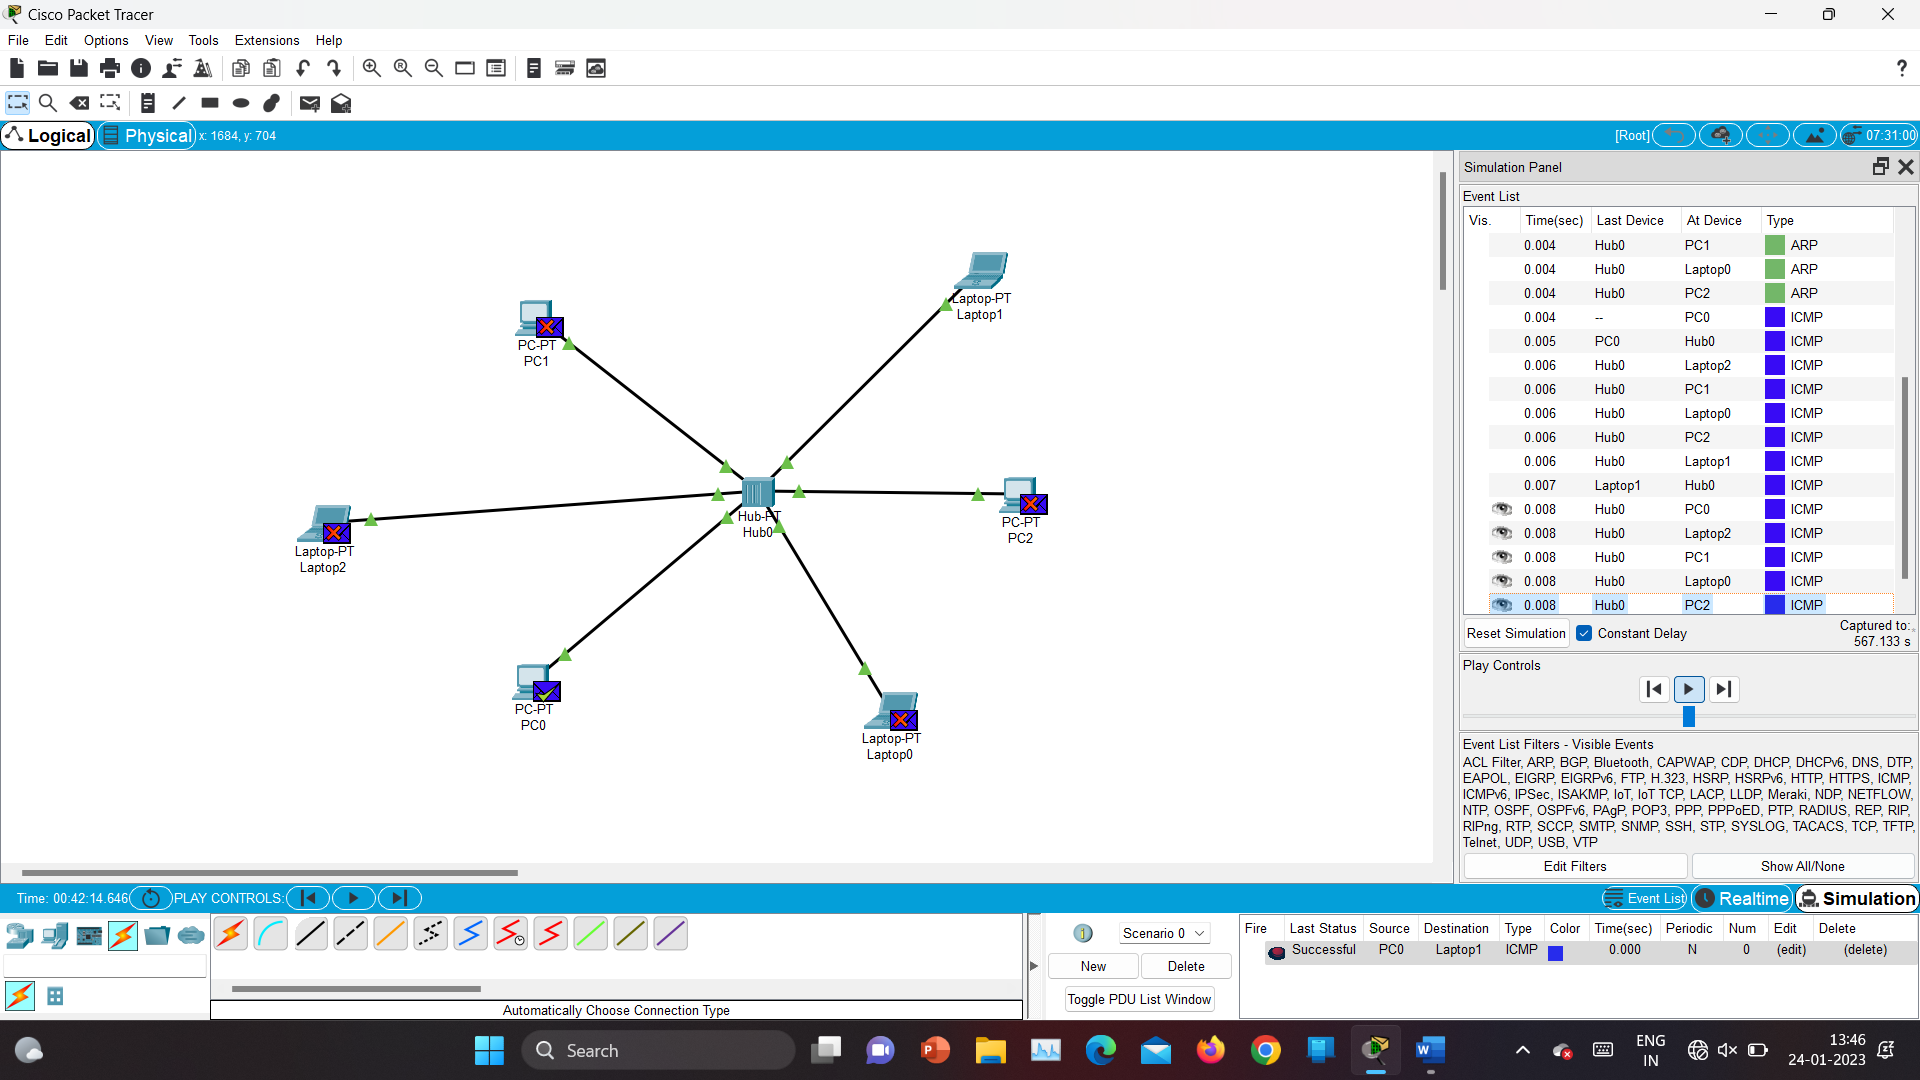 Cisco Packet Tracer
File Edit Options View Tools Extensions Help
Logical Physical x: 1684, y: 704 [Root] 07:31:00
Simulation Panel
Event List
Vis. Time(sec) Last Device At Device Type
0.004 Hub0 PC1 ARP
0.004 Hub0 Laptop0 ARP
0.004 Hub0 PC2 ARP
0.004 -- PC0 ICMP
0.005 PC0 Hub0 ICMP
0.006 Hub0 Laptop2 ICMP
0.006 Hub0 PC1 ICMP
0.006 Hub0 Laptop0 ICMP
0.006 Hub0 PC2 ICMP
0.006 Hub0 Laptop1 ICMP
0.007 Laptop1 Hub0 ICMP
0.008 Hub0 PC0 ICMP
0.008 Hub0 Laptop2 ICMP
0.008 Hub0 PC1 ICMP
0.008 Hub0 Laptop0 ICMP
0.008 Hub0 PC2 ICMP
Reset Simulation Constant Delay
Captured to:
567.133 s
Play Controls
Event List Filters - Visible Events
ACL Filter, ARP, BGP, Bluetooth, CAPWAP, CDP, DHCP, DHCPv6, DNS, DTP,
EAPOL, EIGRP, EIGRPv6, FTP, H.323, HSRP, HSRPv6, HTTP, HTTPS, ICMP,
ICMPv6, IPSec, ISAKMP, IoT, IoT TCP, LACP, LLDP, Meraki, NDP, NETFLOW,
NTP, OSPF, OSPFv6, PAgP, POP3, PPP, PPPoED, PTP, RADIUS, REP, RIP,
RIPng, RTP, SCCP, SMTP, SNMP, SSH, STP, SYSLOG, TACACS, TCP, TFTP,
Telnet, UDP, USB, VTP
Edit Filters Show All/None
Laptop-PT
Laptop1
PC-PT
PC1
Hub-PT
Hub0
PC-PT
PC2
Laptop-PT
Laptop2
PC-PT
PC0
Laptop-PT
Laptop0
Time: 00:42:14.646 PLAY CONTROLS: Event List Realtime Simulation
Automatically Choose Connection Type
Scenario 0
New Delete
Toggle PDU List Window
Fire Last Status Source Destination Type Color Time(sec) Periodic Num Edit Delete
Successful PC0 Laptop1 ICMP 0.000 N 0 (edit) (delete)
Search
ENG
IN
13:46
24-01-2023